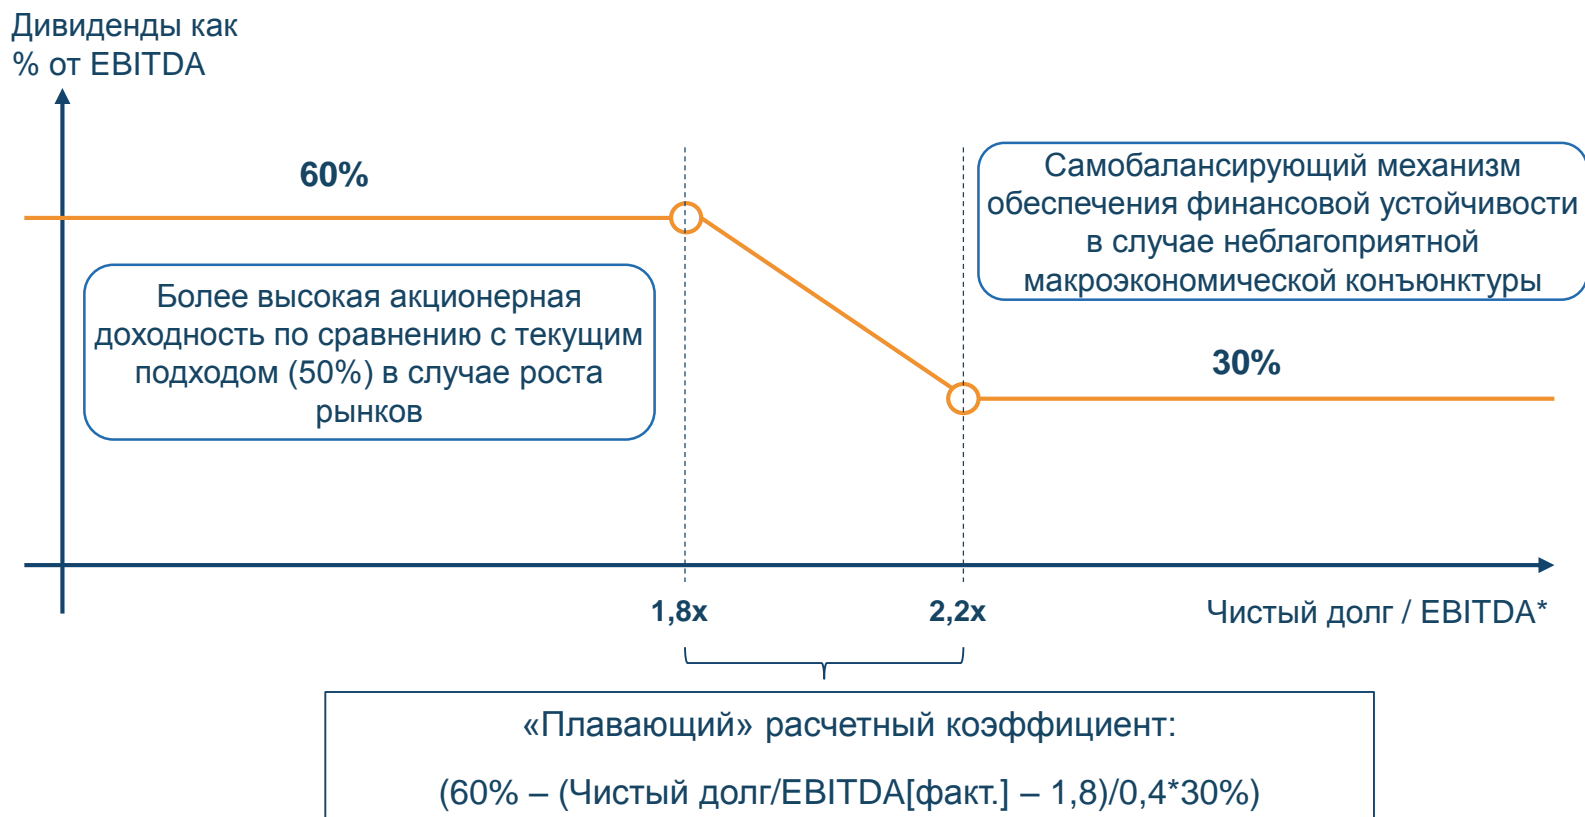 Дивиденды как
% от EBITDA
60%
Самобалансирующий механизм
обеспечения финансовой устойчивости
в случае неблагоприятной
макроэкономической конъюнктуры
Более высокая акционерная
доходность по сравнению с текущим
подходом (50%) в случае роста
рынков
30%
1,8x
2,2x
Чистый долг / EBITDA*
«Плавающий» расчетный коэффициент:
(60% – (Чистый долг/EBITDA[факт.] – 1,8)/0,4*30%)